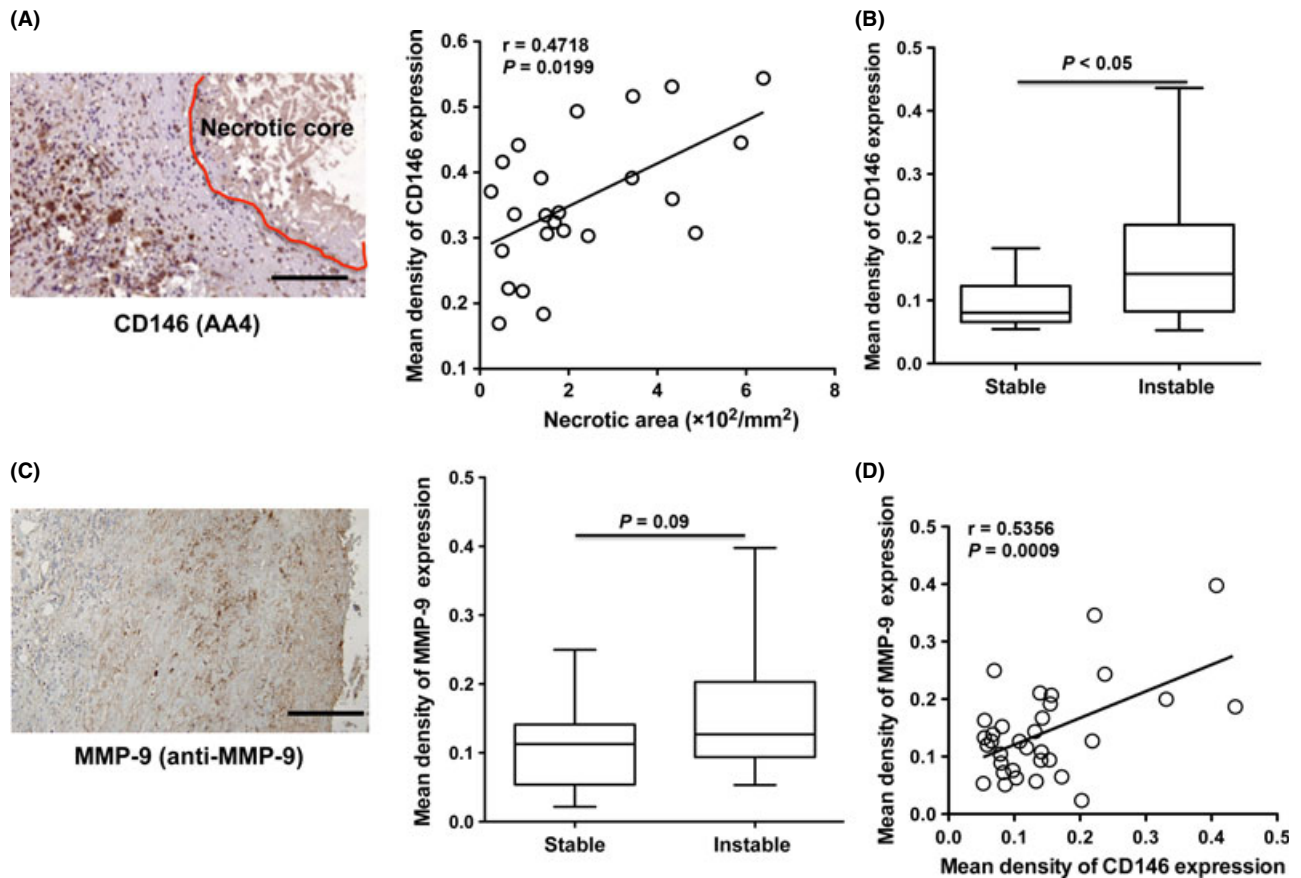 (A)
Necrotic core
CD146 (AA4)
Mean density of CD146 expression
0.6
0.5
0.4
0.3
0.2
0.1
r = 0.4718
P = 0.0199
0
2
4
6
8
Necrotic area (×10²/mm²)
(B)
Mean density of CD146 expression
0.5
0.4
0.3
0.2
0.1
0.0
P < 0.05
Stable
Instable
(C)
MMP-9 (anti-MMP-9)
Mean density of MMP-9 expression
0.5
0.4
0.3
0.2
0.1
0.0
P = 0.09
Stable
Instable
(D)
Mean density of MMP-9 expression
0.5
0.4
0.3
0.2
0.1
0.0
r = 0.5356
P = 0.0009
0.0
0.1
0.2
0.3
0.4
0.5
Mean density of CD146 expression